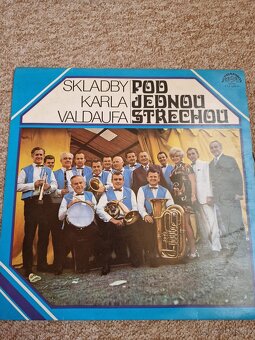 SKLADBY
KARLA
VALDAUFA
POD
JEDNOU
STŘECHOU